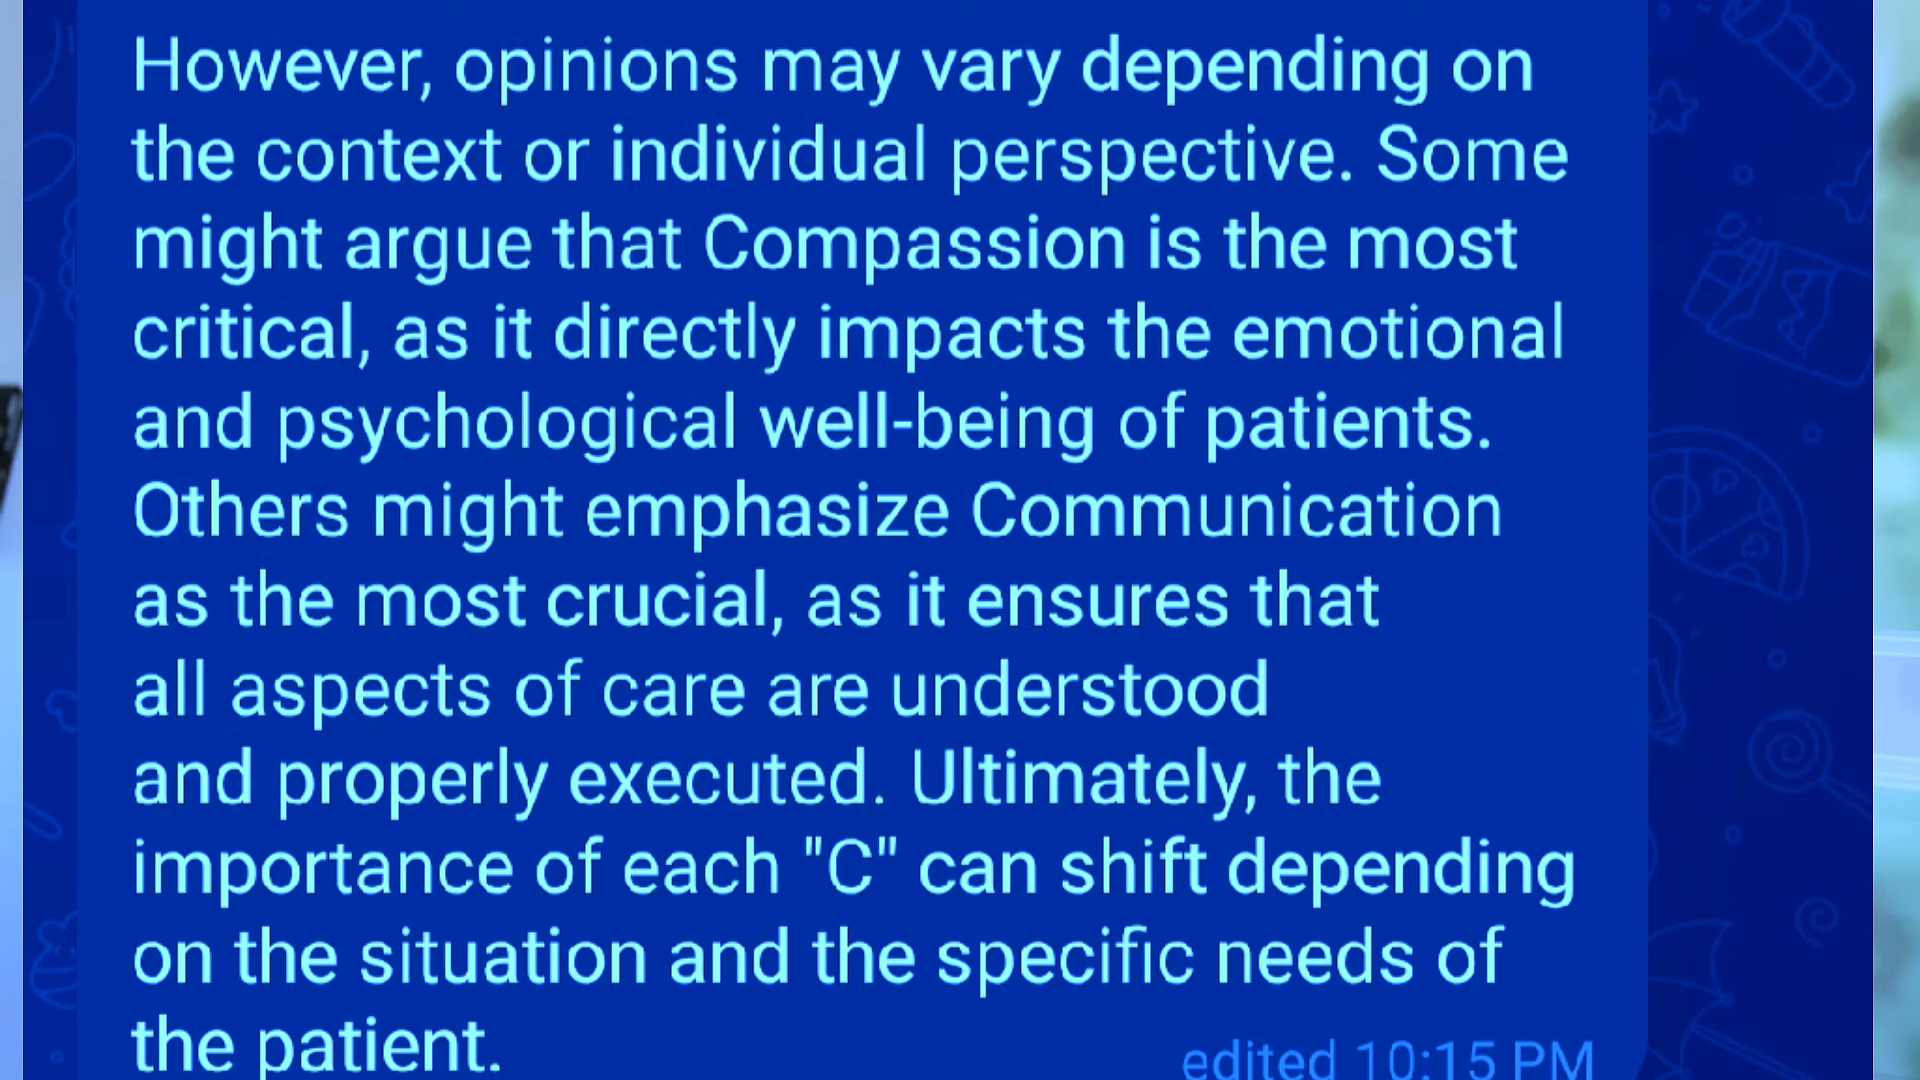 However, opinions may vary depending on
the context or individual perspective. Some
might argue that Compassion is the most
critical, as it directly impacts the emotional
and psychological well-being of patients.
Others might emphasize Communication
as the most crucial, as it ensures that
all aspects of care are understood
and properly executed. Ultimately, the
importance of each "C" can shift depending
on the situation and the specific needs of
the patient.
edited 10:15 PM